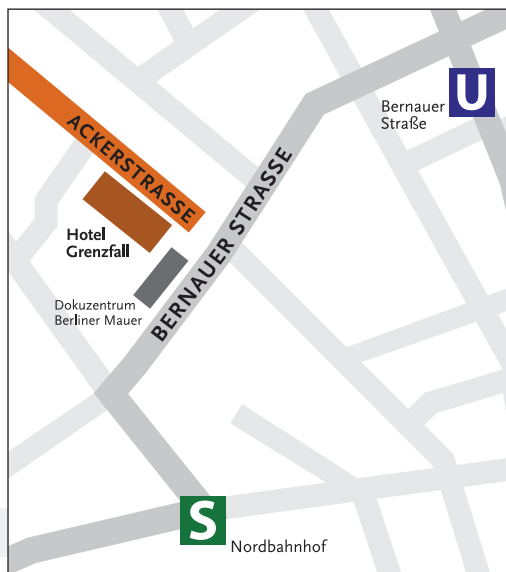 U
Bernauer
Straße
ACKERSTRASSE
BERNAUER STRASSE
Hotel
Grenzfall
Dokuzentrum
Berliner Mauer
S
Nordbahnhof